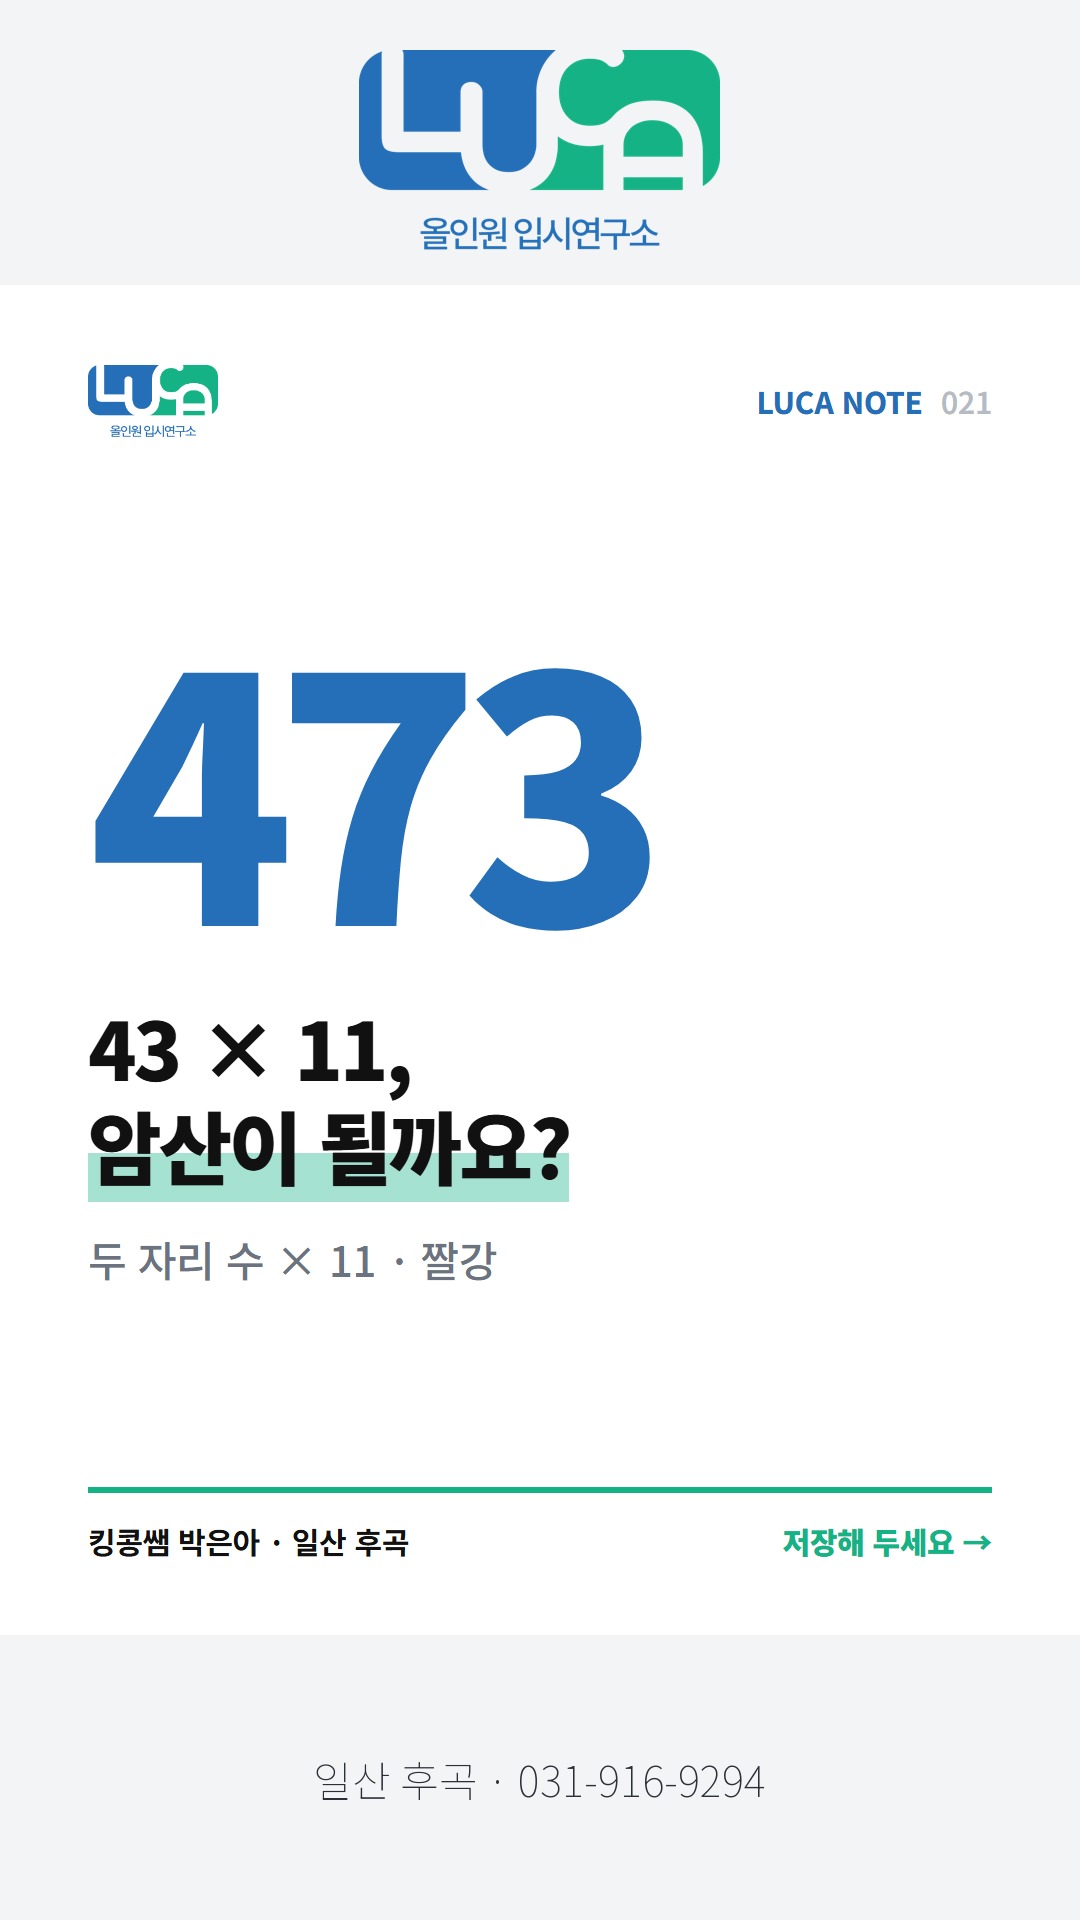 LUCA
올인원 입시연구소
LUCA
올인원 입시연구소
LUCA NOTE 021
473
43 × 11,
암산이 될까요?
두 자리 수 × 11 · 짤강
킹콩쌤 박은아 · 일산 후곡
저장해 두세요 →
일산 후곡 · 031-916-9294